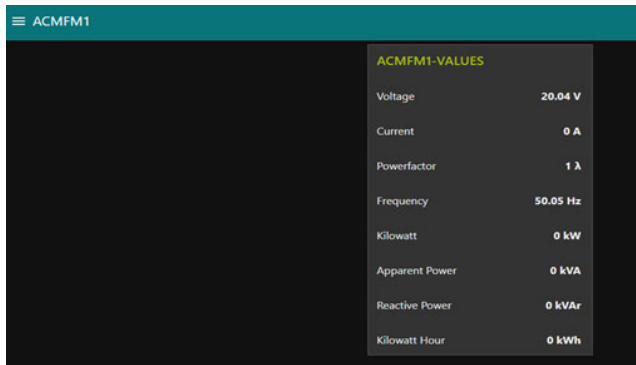 ≡ ACMFM1
ACMFM1-VALUES
Voltage 20.04 V
Current 0 A
Powerfactor 1 λ
Frequency 50.05 Hz
Kilowatt 0 kW
Apparent Power 0 kVA
Reactive Power 0 kVAr
Kilowatt Hour 0 kWh